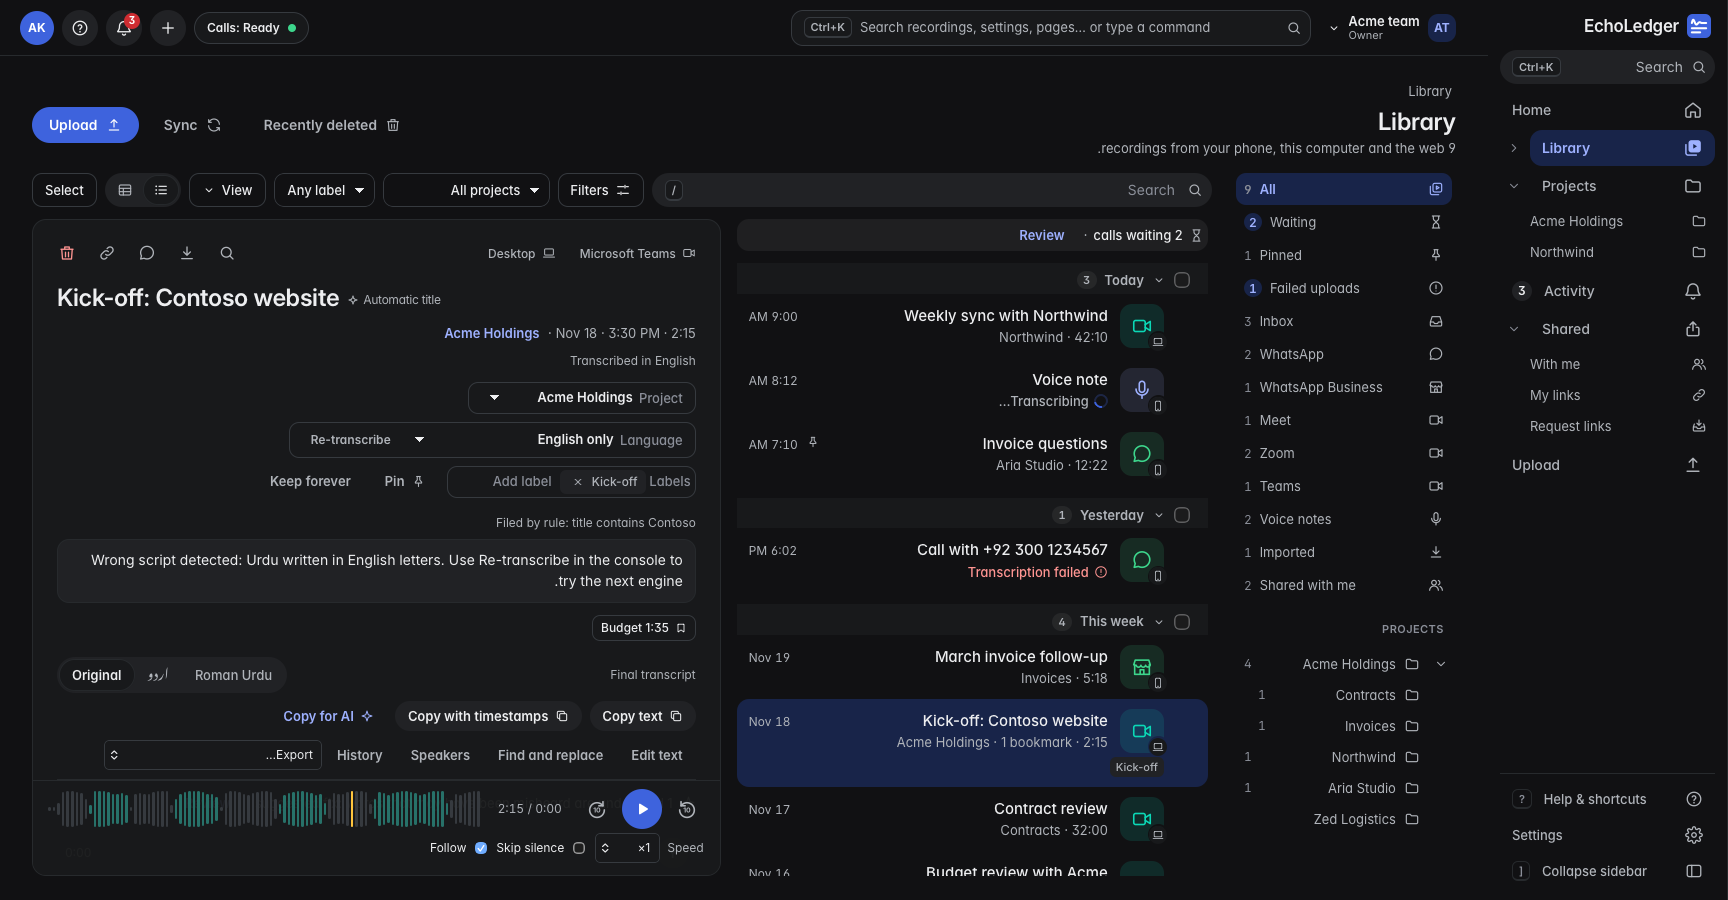 AK
3
Calls: Ready
Ctrl+K Search recordings, settings, pages... or type a command
Acme team
Owner
AT
EchoLedger
Ctrl+K Search
Home
Library
Projects
Acme Holdings
Northwind
3 Activity
Shared
With me
My links
Request links
Upload
? Help & shortcuts
Settings
] Collapse sidebar
Library
Library
.recordings from your phone, this computer and the web 9
Upload
Sync
Recently deleted
Select
View
Any label
All projects
Filters
/ Search
9 All
2 Waiting
1 Pinned
1 Failed uploads
3 Inbox
2 WhatsApp
1 WhatsApp Business
1 Meet
2 Zoom
1 Teams
2 Voice notes
1 Imported
2 Shared with me
PROJECTS
4 Acme Holdings
1 Contracts
1 Invoices
1 Northwind
1 Aria Studio
Zed Logistics
Review · calls waiting 2
3 Today
AM 9:00 Weekly sync with Northwind
Northwind · 42:10
AM 8:12 Voice note
...Transcribing
AM 7:10 Invoice questions
Aria Studio · 12:22
1 Yesterday
PM 6:02 Call with +92 300 1234567
Transcription failed
4 This week
Nov 19 March invoice follow-up
Invoices · 5:18
Nov 18 Kick-off: Contoso website
Acme Holdings · 1 bookmark · 2:15
Kick-off
Nov 17 Contract review
Contracts · 32:00
Nov 16 Budget review with Acme
Desktop
Microsoft Teams
Kick-off: Contoso website
Automatic title
Acme Holdings · Nov 18 · 3:30 PM · 2:15
Transcribed in English
Acme Holdings Project
Re-transcribe
English only Language
Keep forever
Pin
Add label × Kick-off Labels
Filed by rule: title contains Contoso
Wrong script detected: Urdu written in English letters. Use Re-transcribe in the console to
.try the next engine
Budget 1:35
Original
اردو
Roman Urdu
Final transcript
Copy for AI
Copy with timestamps
Copy text
...Export
History
Speakers
Find and replace
Edit text
2:15 / 0:00
10
10
0:00
Follow
Skip silence
×1 Speed